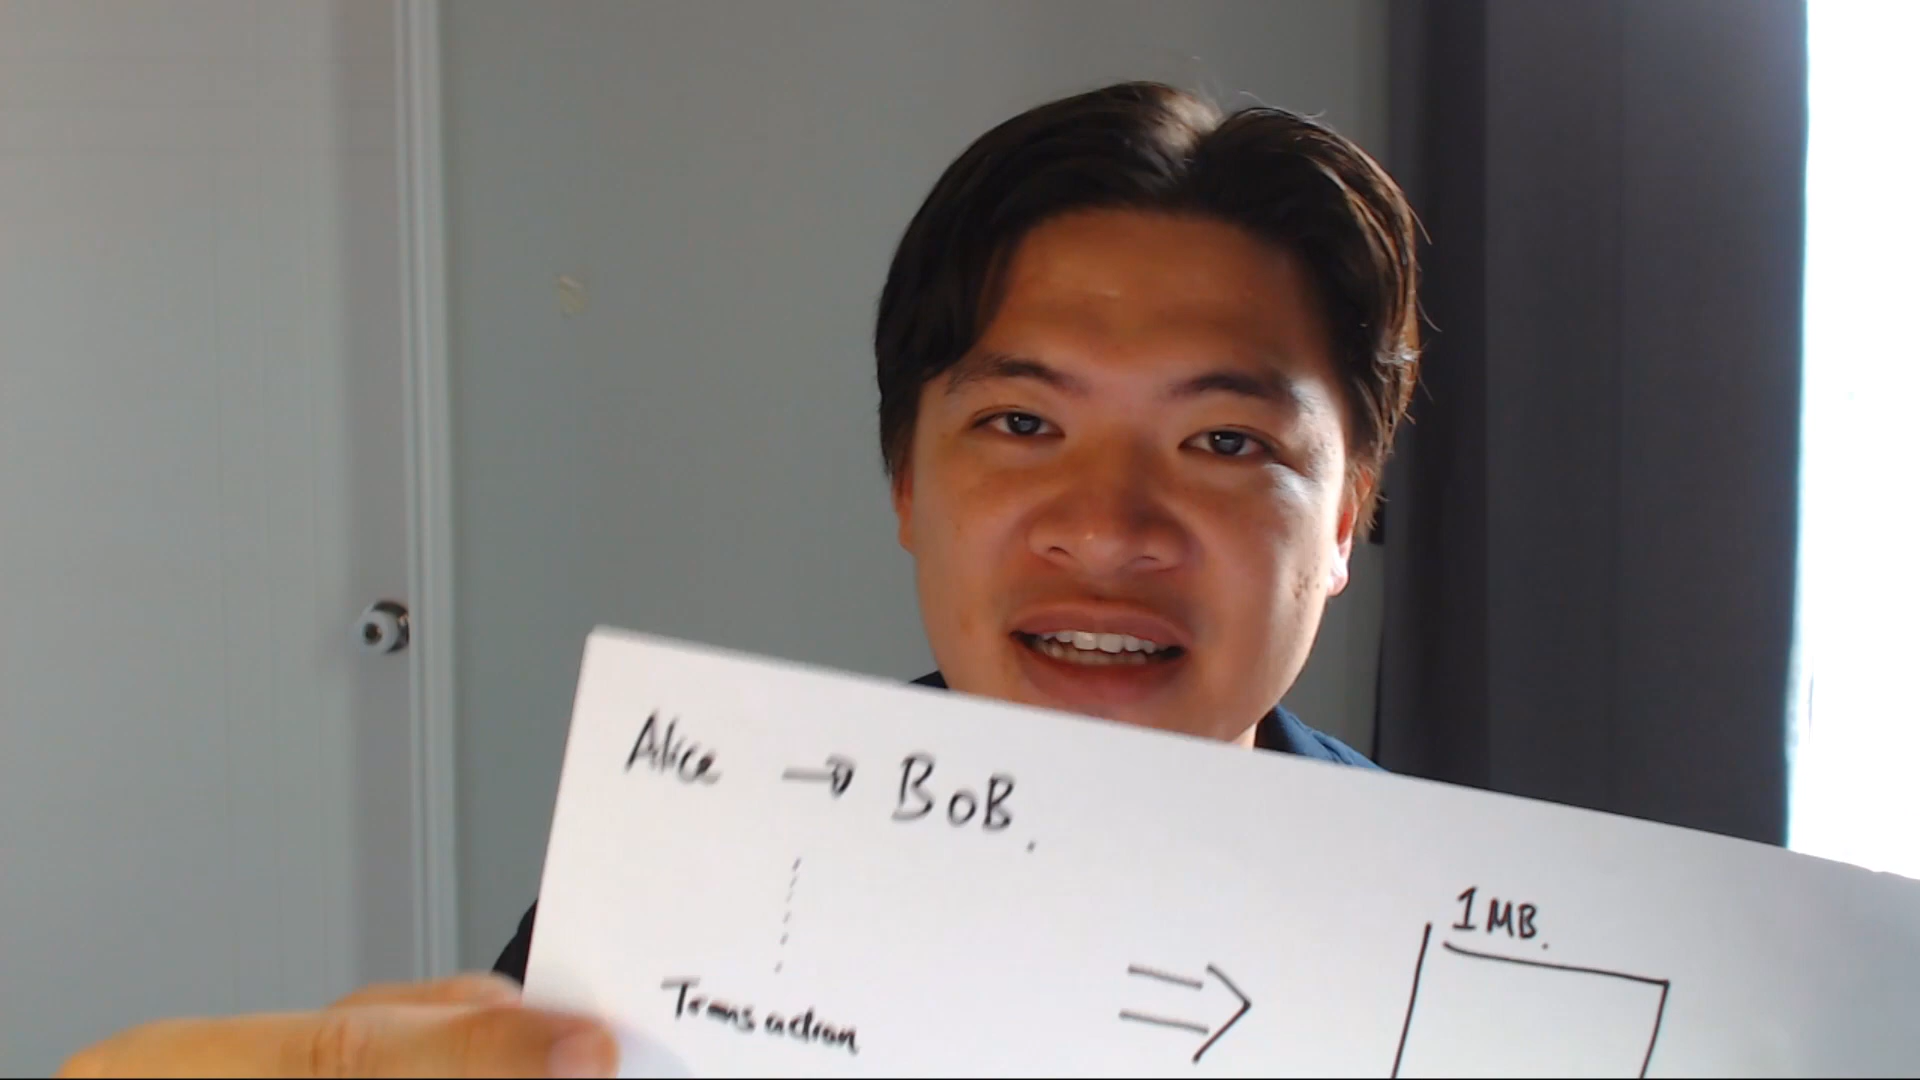 Alice → BoB.
1MB.
Transaction